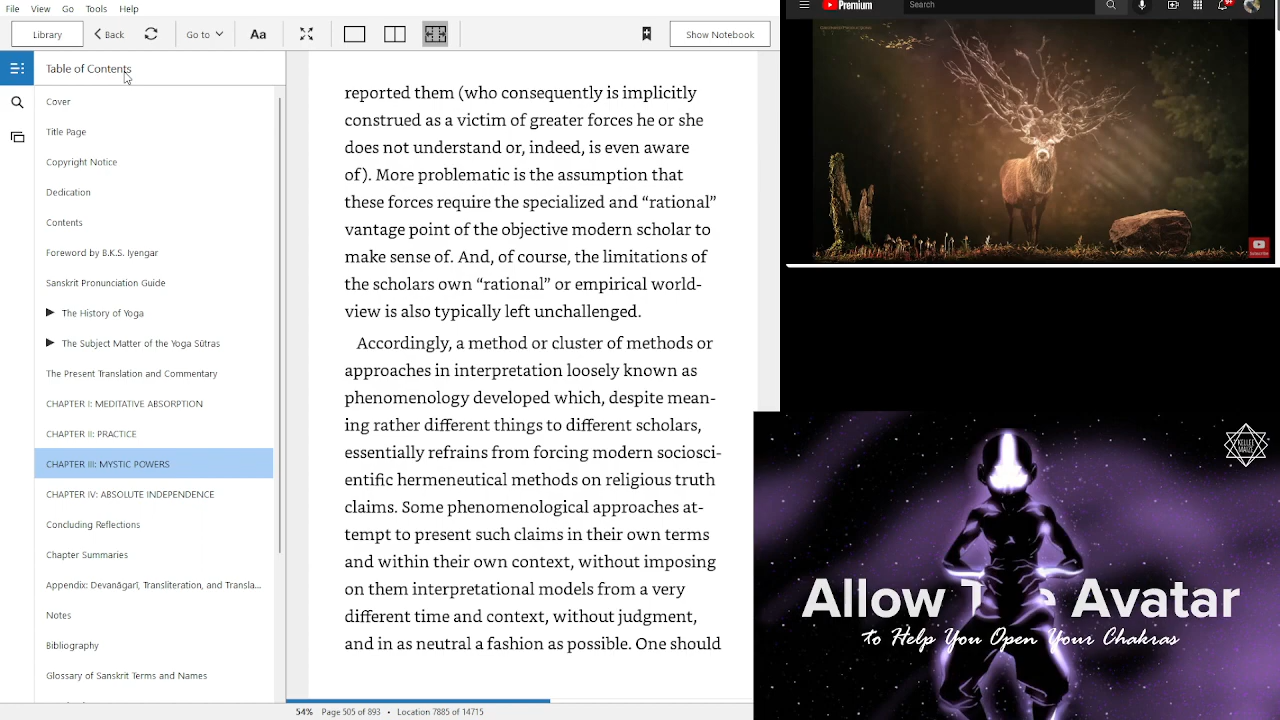 File View Go Tools Help
Library
Back
Go to
Aa
Show Notebook
Table of Contents
Cover
Title Page
Copyright Notice
Dedication
Contents
Foreword by B.K.S. Iyengar
Sanskrit Pronunciation Guide
The History of Yoga
The Subject Matter of the Yoga Sūtras
The Present Translation and Commentary
CHAPTER I: MEDITATIVE ABSORPTION
CHAPTER II: PRACTICE
CHAPTER III: MYSTIC POWERS
CHAPTER IV: ABSOLUTE INDEPENDENCE
Concluding Reflections
Chapter Summaries
Appendix: Devanāgarī, Transliteration, and Transla...
Notes
Bibliography
Glossary of Sanskrit Terms and Names
reported them (who consequently is implicitly
construed as a victim of greater forces he or she
does not understand or, indeed, is even aware
of). More problematic is the assumption that
these forces require the specialized and “rational”
vantage point of the objective modern scholar to
make sense of. And, of course, the limitations of
the scholars own “rational” or empirical world-
view is also typically left unchallenged.
Accordingly, a method or cluster of methods or
approaches in interpretation loosely known as
phenomenology developed which, despite mean-
ing rather different things to different scholars,
essentially refrains from forcing modern sociosci-
entific hermeneutical methods on religious truth
claims. Some phenomenological approaches at-
tempt to present such claims in their own terms
and within their own context, without imposing
on them interpretational models from a very
different time and context, without judgment,
and in as neutral a fashion as possible. One should
54% Page 505 of 893 • Location 7885 of 14715
Premium
Search
9+
Subscribe
Allow The Avatar
to Help You Open Your Chakras